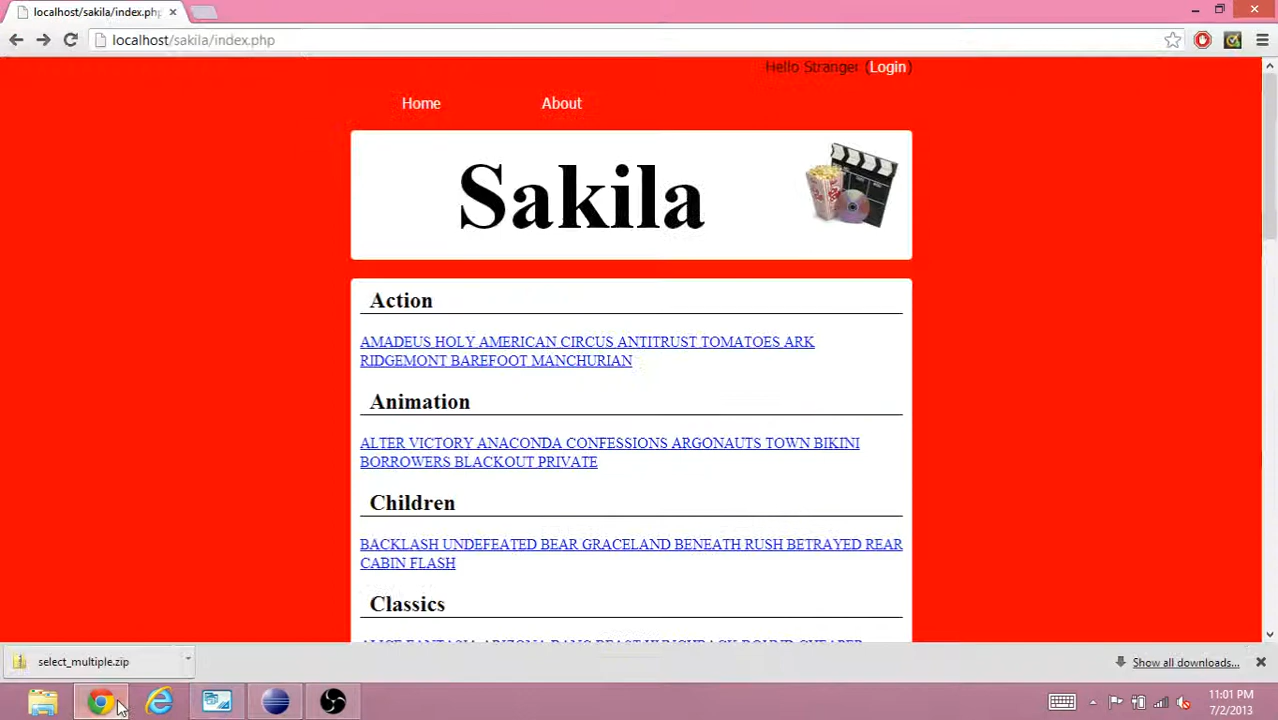 localhost/sakila/index.php
localhost/sakila/index.php
Hello Stranger (Login)
Home About
Sakila
Action
AMADEUS HOLY AMERICAN CIRCUS ANTITRUST TOMATOES ARK
RIDGEMONT BAREFOOT MANCHURIAN
Animation
ALTER VICTORY ANACONDA CONFESSIONS ARGONAUTS TOWN BIKINI
BORROWERS BLACKOUT PRIVATE
Children
BACKLASH UNDEFEATED BEAR GRACELAND BENEATH RUSH BETRAYED REAR
CABIN FLASH
Classics
select_multiple.zip
Show all downloads...
11:01 PM
7/2/2013